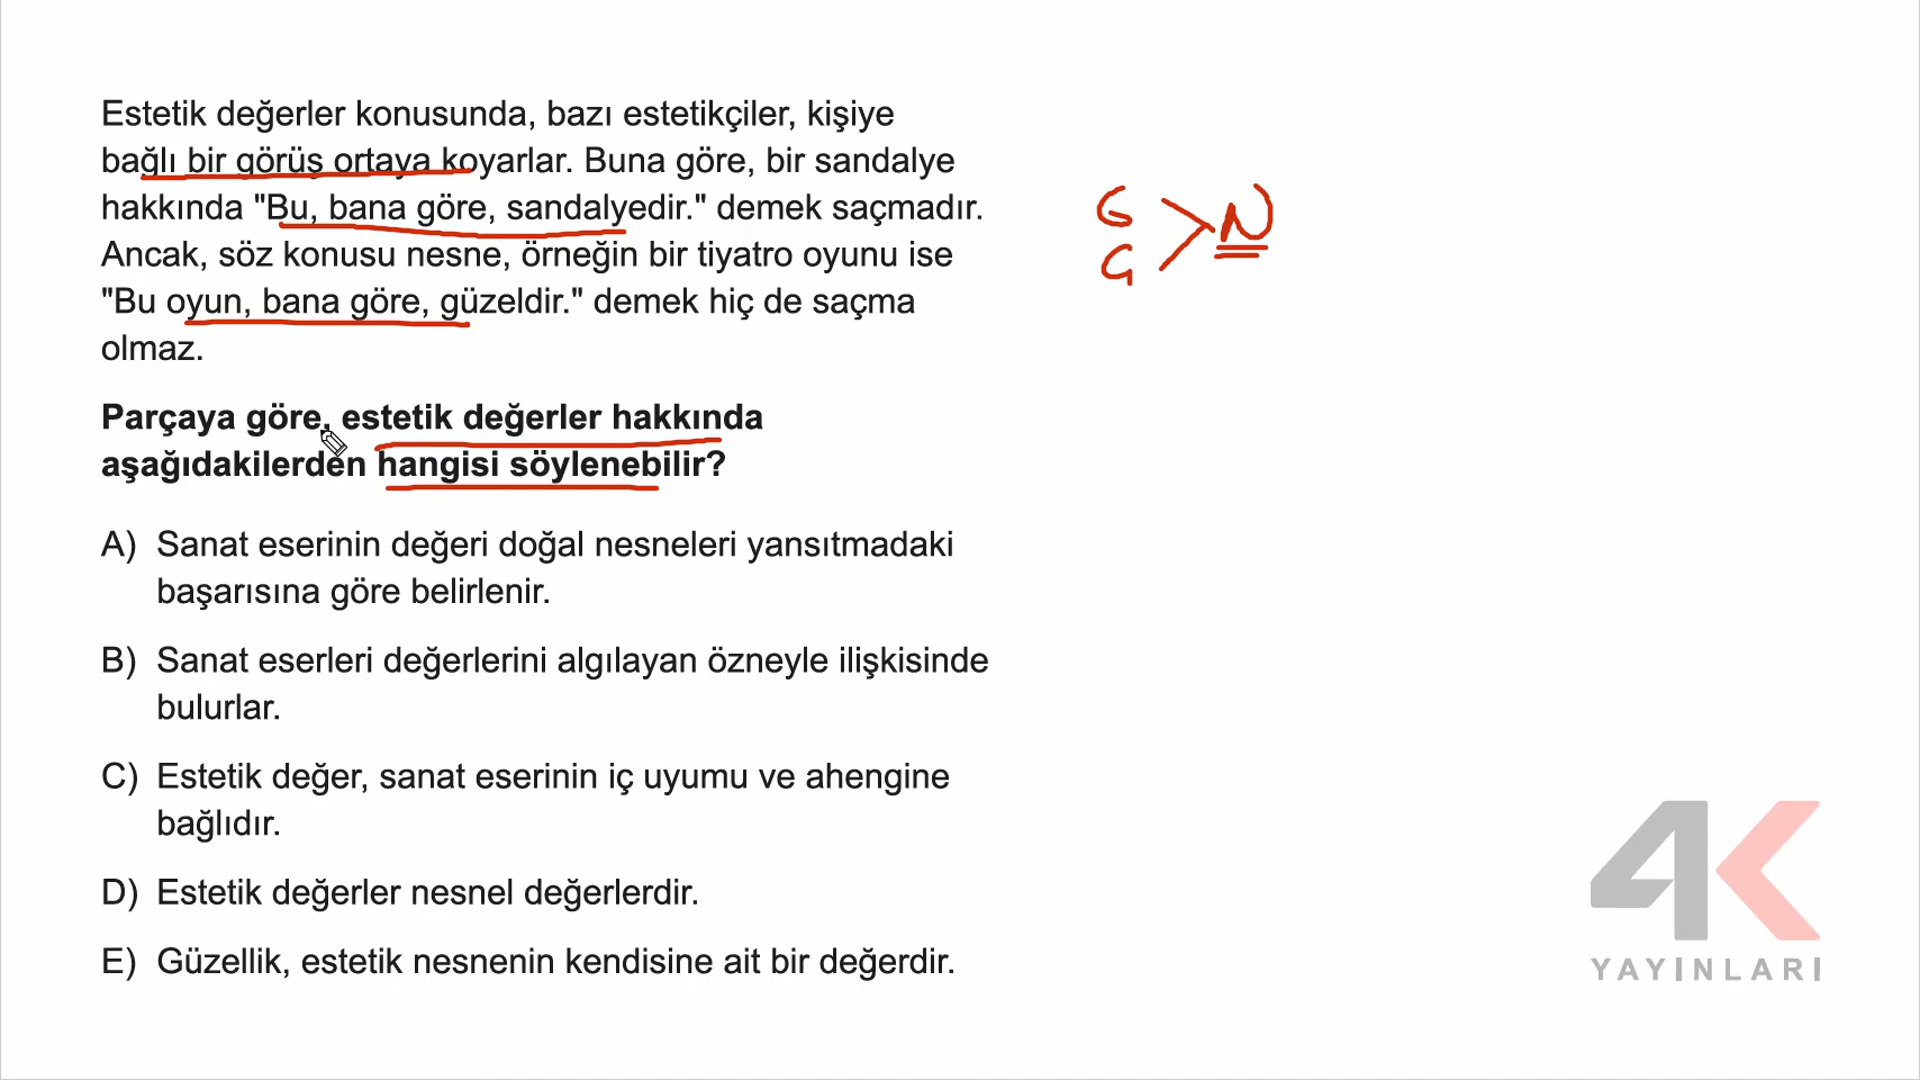 Estetik değerler konusunda, bazı estetikçiler, kişiye
bağlı bir görüş ortaya koyarlar. Buna göre, bir sandalye
hakkında "Bu, bana göre, sandalyedir." demek saçmadır.
Ancak, söz konusu nesne, örneğin bir tiyatro oyunu ise
"Bu oyun, bana göre, güzeldir." demek hiç de saçma
olmaz.
G
G > N
Parçaya göre, estetik değerler hakkında
aşağıdakilerden hangisi söylenebilir?
A) Sanat eserinin değeri doğal nesneleri yansıtmadaki
başarısına göre belirlenir.
B) Sanat eserleri değerlerini algılayan özneyle ilişkisinde
bulurlar.
C) Estetik değer, sanat eserinin iç uyumu ve ahengine
bağlıdır.
D) Estetik değerler nesnel değerlerdir.
E) Güzellik, estetik nesnenin kendisine ait bir değerdir.
4K
YAYINLARI